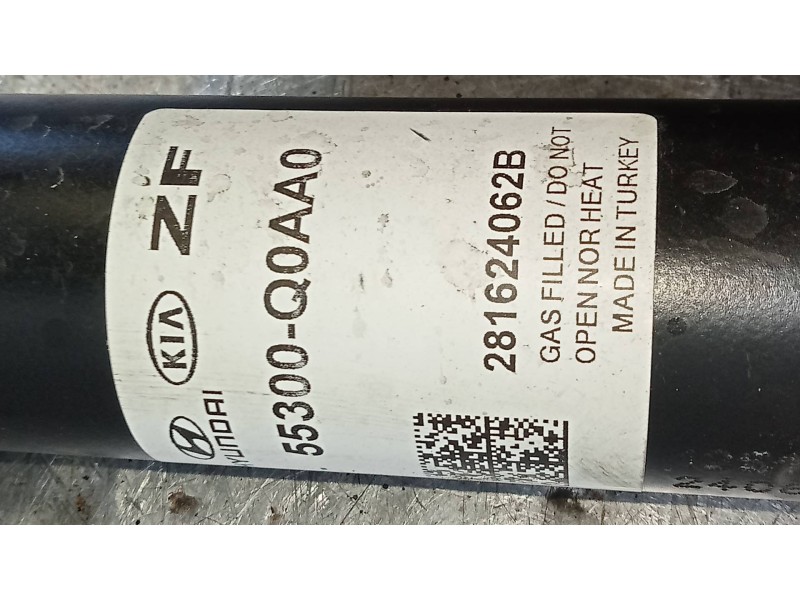 HYUNDAI KIA ZF
55300-Q0AA0
281624062B
GAS FILLED / DO NOT
OPEN NOR HEAT
MADE IN TURKEY